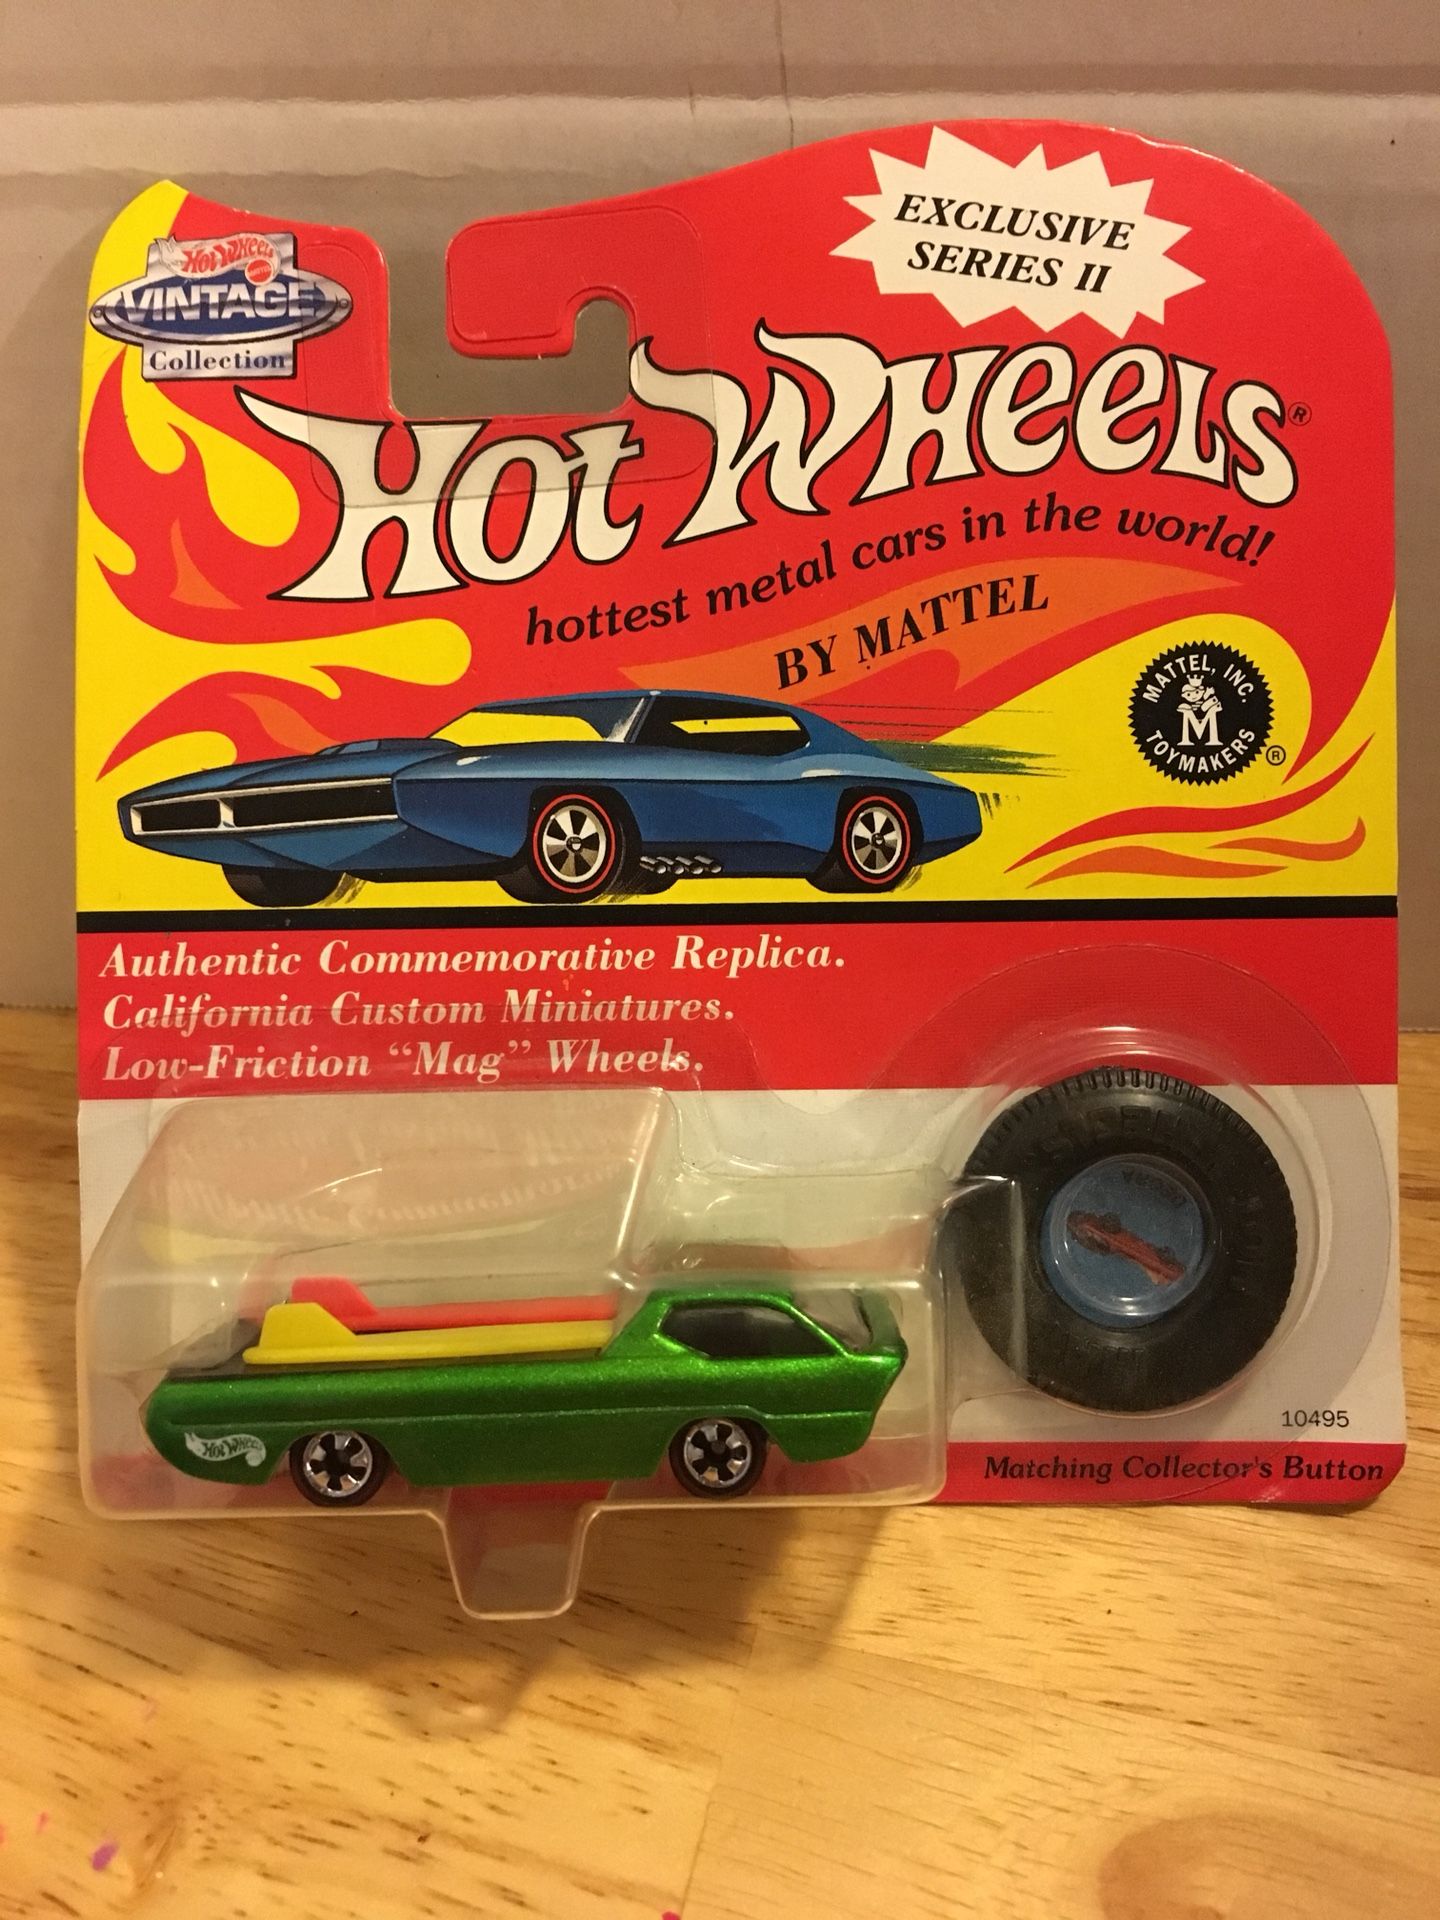 EXCLUSIVE
SERIES II
Hot Wheels
MATTEL
VINTAGE
Collection
Hot Wheels®
hottest metal cars in the world!
BY MATTEL
MATTEL, INC.
M
TOYMAKERS
®
Authentic Commemorative Replica.
California Custom Miniatures.
Low-Friction "Mag" Wheels.
Hot Wheels
10495
Matching Collector's Button